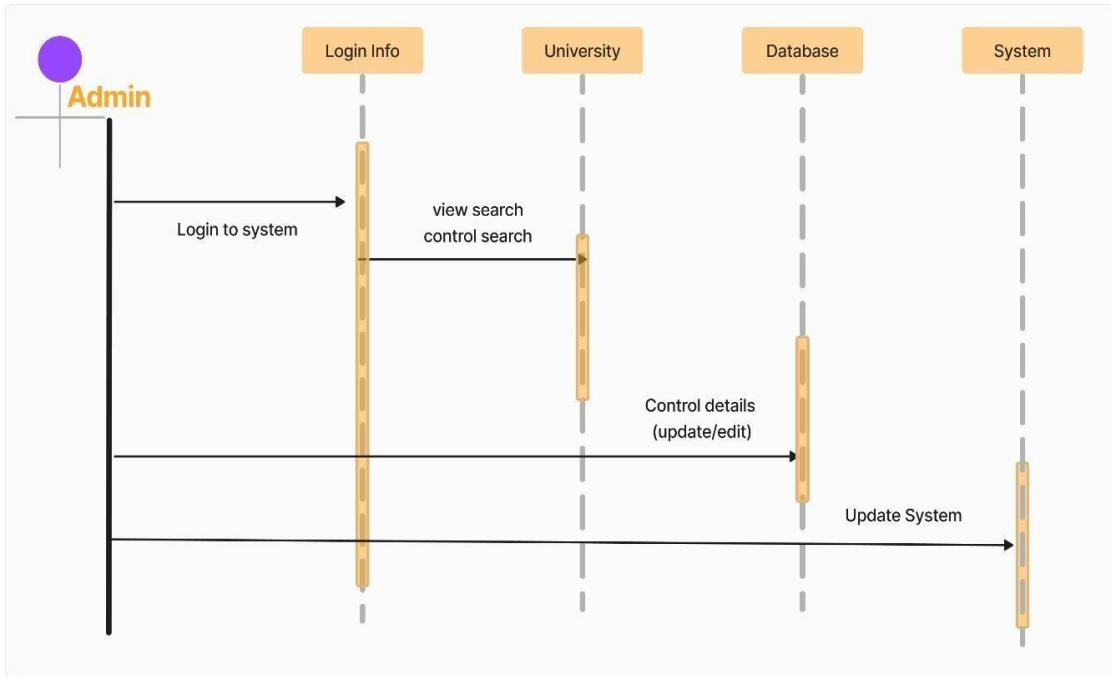 Login Info
University
Database
System
Admin
Login to system
view search
control search
Control details
(update/edit)
Update System